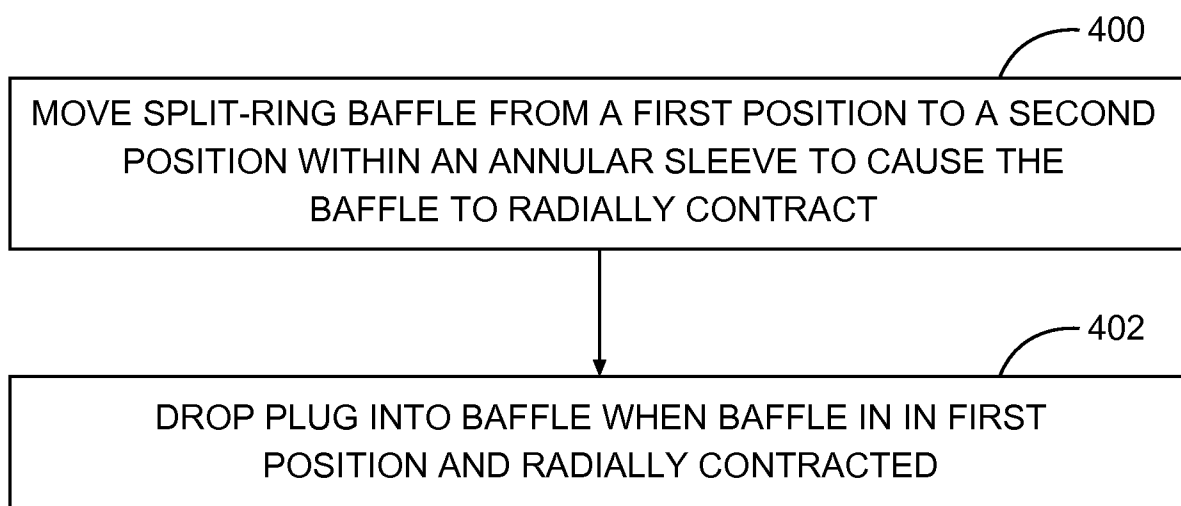 400
MOVE SPLIT-RING BAFFLE FROM A FIRST POSITION TO A SECOND
POSITION WITHIN AN ANNULAR SLEEVE TO CAUSE THE
BAFFLE TO RADIALLY CONTRACT
402
DROP PLUG INTO BAFFLE WHEN BAFFLE IN IN FIRST
POSITION AND RADIALLY CONTRACTED